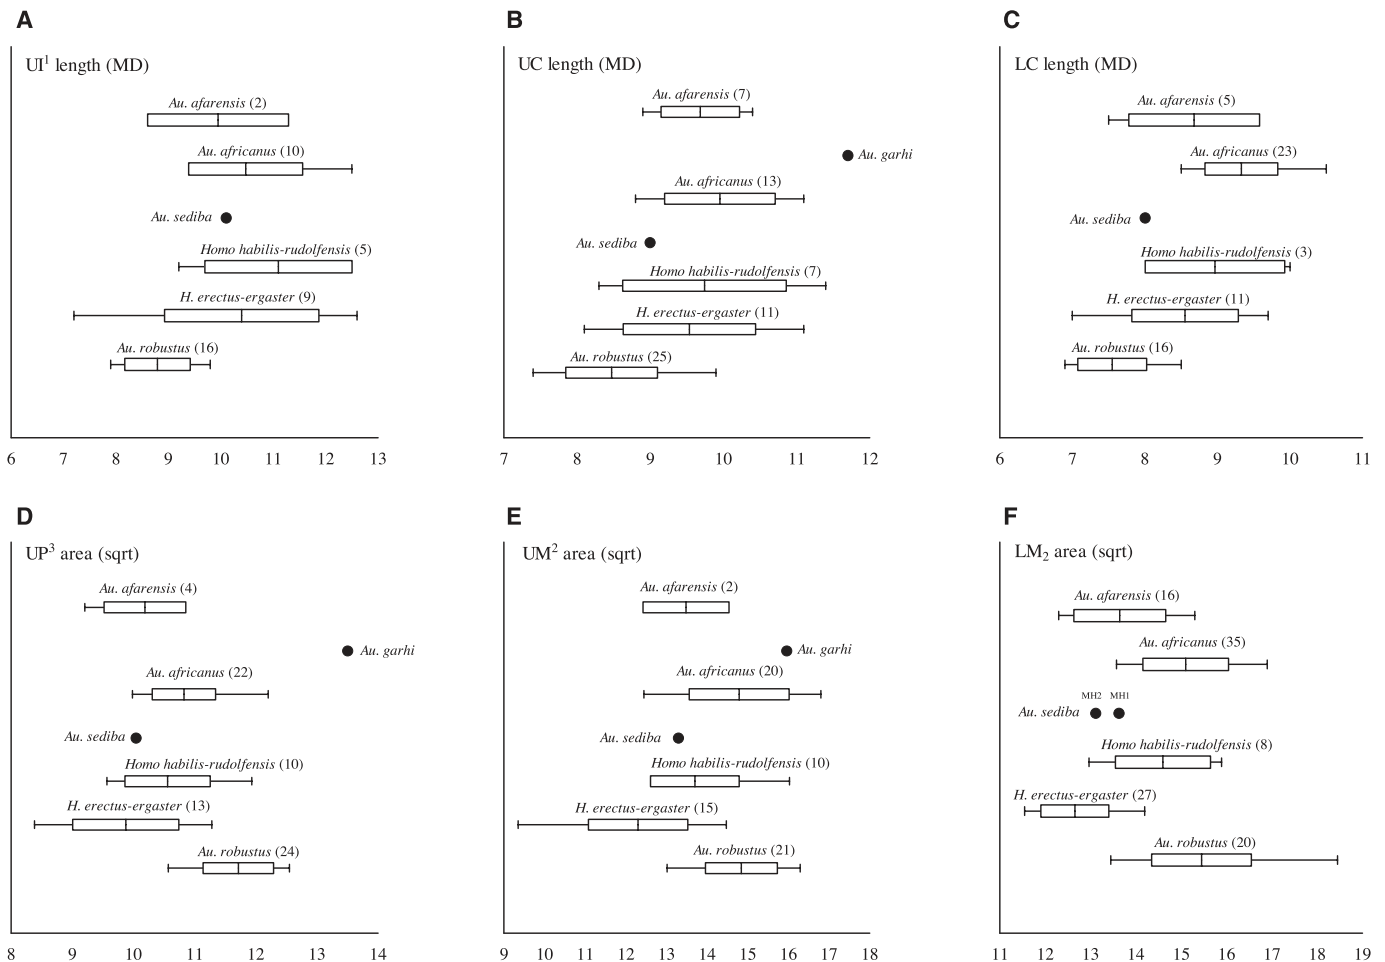 A
UI¹ length (MD)
Au. afarensis (2)
Au. africanus (10)
Au. sediba
Homo habilis-rudolfensis (5)
H. erectus-ergaster (9)
Au. robustus (16)
6 7 8 9 10 11 12 13
B
UC length (MD)
Au. afarensis (7)
Au. garhi
Au. africanus (13)
Au. sediba
Homo habilis-rudolfensis (7)
H. erectus-ergaster (11)
Au. robustus (25)
7 8 9 10 11 12
C
LC length (MD)
Au. afarensis (5)
Au. africanus (23)
Au. sediba
Homo habilis-rudolfensis (3)
H. erectus-ergaster (11)
Au. robustus (16)
6 7 8 9 10 11
D
UP³ area (sqrt)
Au. afarensis (4)
Au. garhi
Au. africanus (22)
Au. sediba
Homo habilis-rudolfensis (10)
H. erectus-ergaster (13)
Au. robustus (24)
8 9 10 11 12 13 14
E
UM² area (sqrt)
Au. afarensis (2)
Au. garhi
Au. africanus (20)
Au. sediba
Homo habilis-rudolfensis (10)
H. erectus-ergaster (15)
Au. robustus (21)
9 10 11 12 13 14 15 16 17 18
F
LM₂ area (sqrt)
Au. afarensis (16)
Au. africanus (35)
MH2 MH1
Au. sediba
Homo habilis-rudolfensis (8)
H. erectus-ergaster (27)
Au. robustus (20)
11 12 13 14 15 16 17 18 19